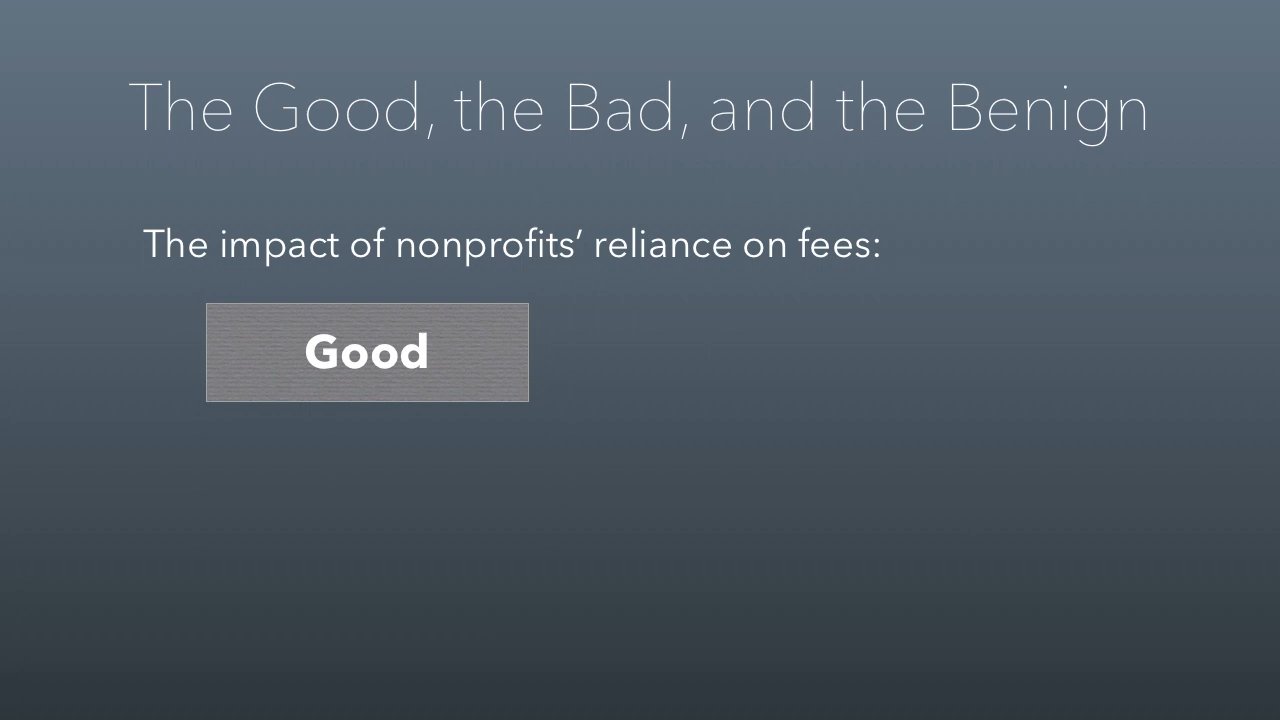 The Good, the Bad, and the Benign
The impact of nonprofits’ reliance on fees:
Good